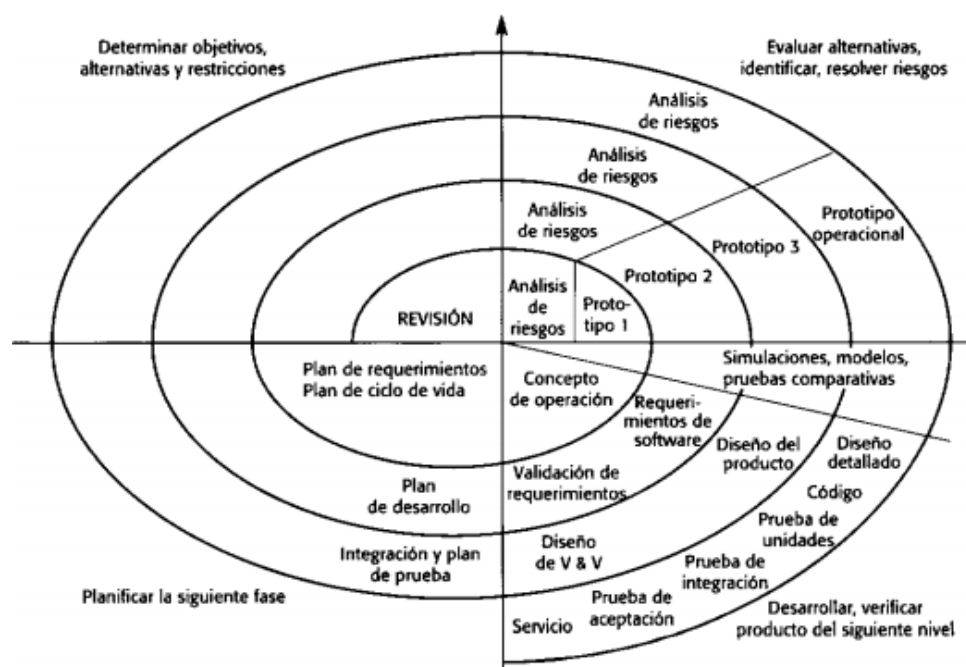 Determinar objetivos,
alternativas y restricciones
Evaluar alternativas,
identificar, resolver riesgos
Análisis
de riesgos
Análisis
de riesgos
Análisis
de riesgos
Análisis
de
riesgos
Proto-
tipo 1
Prototipo 2
Prototipo 3
Prototipo
operacional
REVISIÓN
Plan de requerimientos
Plan de ciclo de vida
Concepto
de operación
Simulaciones, modelos,
pruebas comparativas
Requeri-
mientos de
software
Diseño del
producto
Diseño
detallado
Validación de
requerimientos
Plan
de desarrollo
Código
Prueba de
unidades
Integración y plan
de prueba
Diseño
de V & V
Prueba de
integración
Prueba de
aceptación
Servicio
Planificar la siguiente fase
Desarrollar, verificar
producto del siguiente nivel